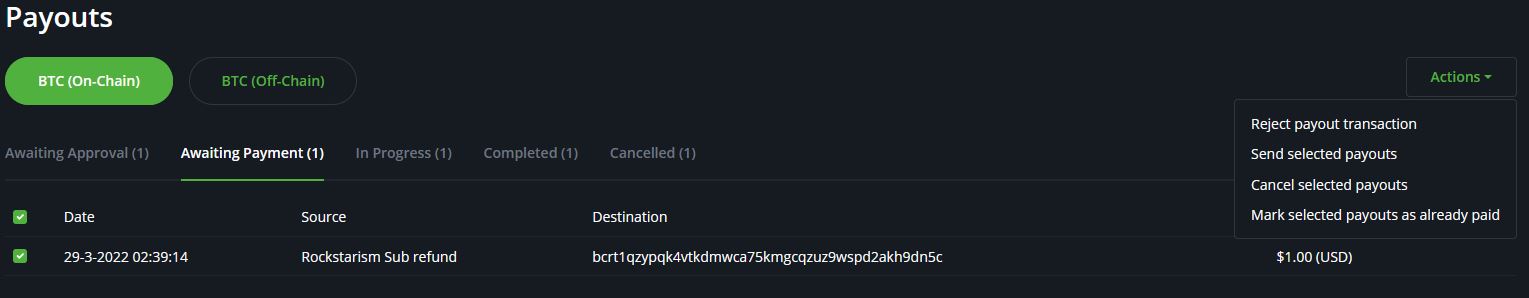 Payouts
BTC (On-Chain) BTC (Off-Chain) Actions
Reject payout transaction
Send selected payouts
Cancel selected payouts
Mark selected payouts as already paid
Awaiting Approval (1) Awaiting Payment (1) In Progress (1) Completed (1) Cancelled (1)
Date Source Destination
29-3-2022 02:39:14 Rockstarism Sub refund bcrt1qzypqk4vtkdmwca75kmgcqzuz9wspd2akh9dn5c $1.00 (USD)